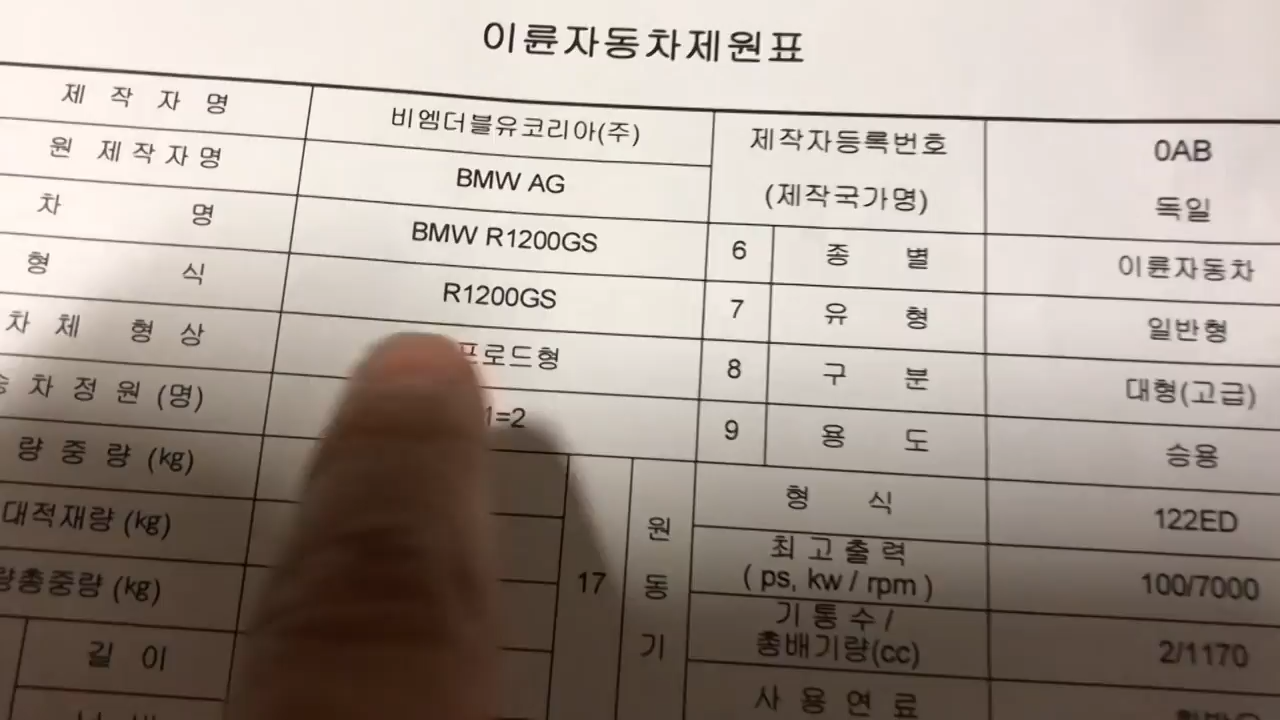 이륜자동차제원표
제 작 자 명 비엠더블유코리아(주) 제작자등록번호 0AB
원 제 작 자 명 BMW AG (제작국가명) 독일
차 명 BMW R1200GS 6 종 별 이륜자동차
형 식 R1200GS 7 유 형 일반형
차 체 형 상 프로드형 8 구 분 대형(고급)
차 정 원 (명) 1=2 9 용 도 승용
량 중 량 (kg) 형 식 122ED
대적재량 (kg) 최 고 출 력
( ps, kw / rpm ) 100/7000
량총중량 (kg) 17 원 동 기 기 통 수 /
총배기량(cc) 2/1170
길 이 사 용 연 료